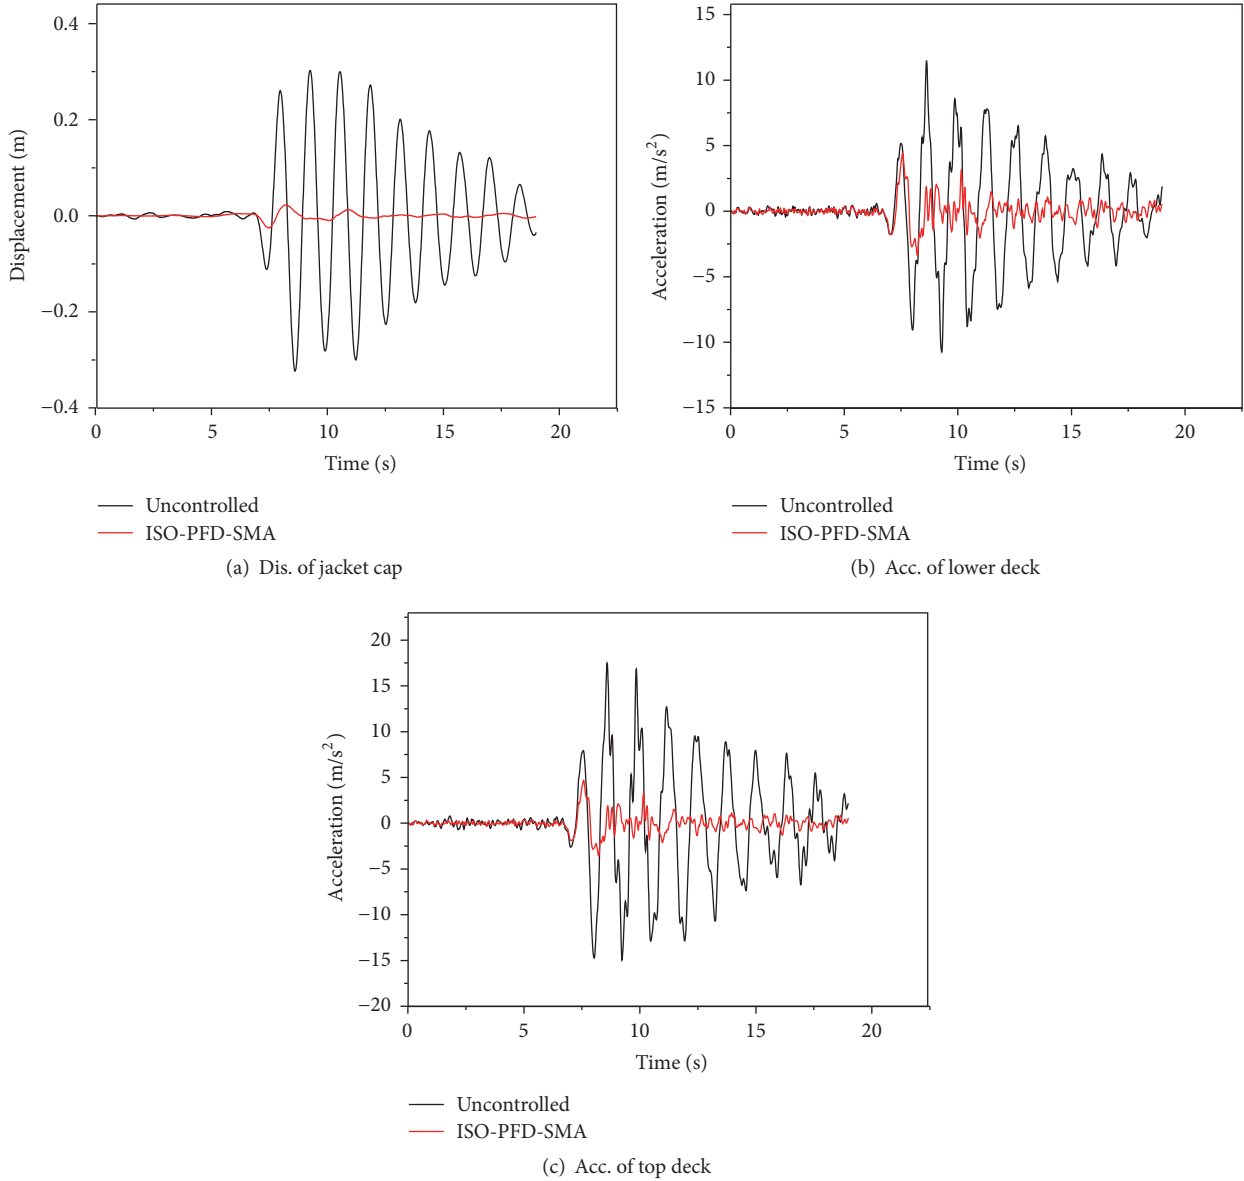 0.4
0.2
0.0
−0.2
−0.4
Displacement (m)
0 5 10 15 20
Time (s)
Uncontrolled
ISO-PFD-SMA
(a) Dis. of jacket cap
15
10
5
0
−5
−10
−15
Acceleration (m/s²)
0 5 10 15 20
Time (s)
Uncontrolled
ISO-PFD-SMA
(b) Acc. of lower deck
20
15
10
5
0
−5
−10
−15
−20
Acceleration (m/s²)
0 5 10 15 20
Time (s)
Uncontrolled
ISO-PFD-SMA
(c) Acc. of top deck